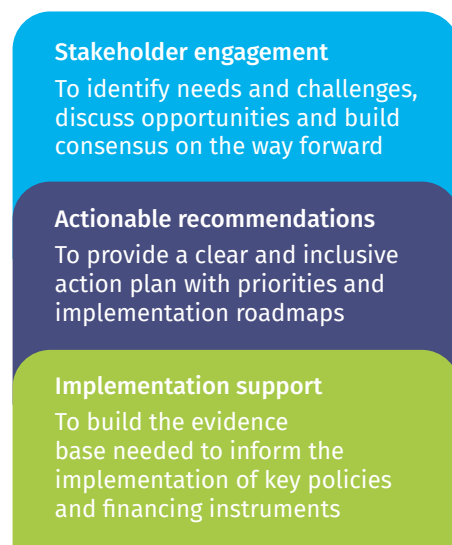 Stakeholder engagement
To identify needs and challenges,
discuss opportunities and build
consensus on the way forward
Actionable recommendations
To provide a clear and inclusive
action plan with priorities and
implementation roadmaps
Implementation support
To build the evidence
base needed to inform the
implementation of key policies
and financing instruments